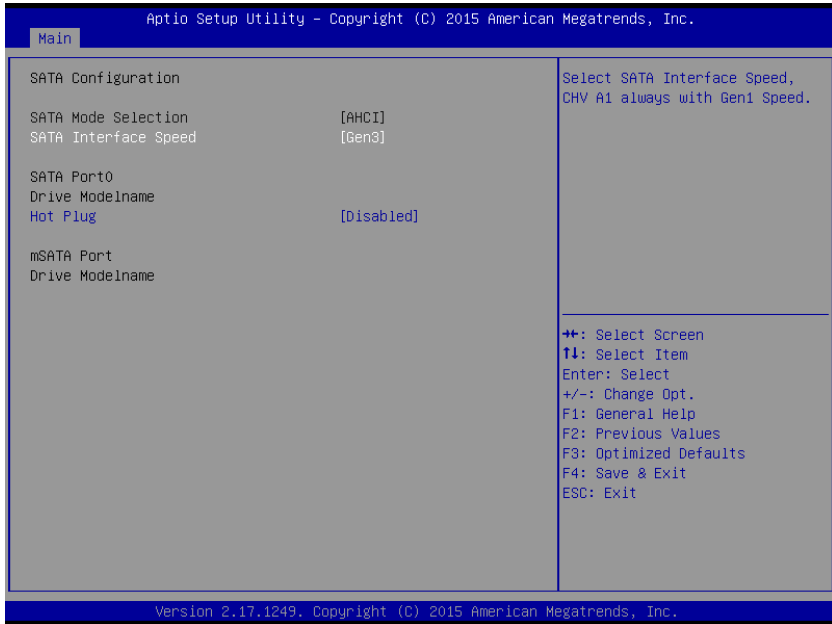 Aptio Setup Utility – Copyright (C) 2015 American Megatrends, Inc.
Main
SATA Configuration
SATA Mode Selection [AHCI]
SATA Interface Speed [Gen3]
SATA Port0
Drive Modelname
Hot Plug [Disabled]
mSATA Port
Drive Modelname
Select SATA Interface Speed,
CHV A1 always with Gen1 Speed.
→←: Select Screen
↑↓: Select Item
Enter: Select
+/-: Change Opt.
F1: General Help
F2: Previous Values
F3: Optimized Defaults
F4: Save & Exit
ESC: Exit
Version 2.17.1249. Copyright (C) 2015 American Megatrends, Inc.